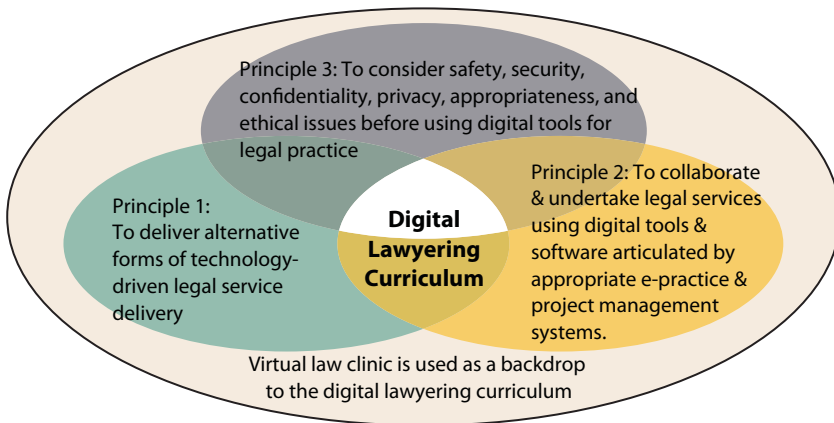 Principle 3: To consider safety, security,
confidentiality, privacy, appropriateness, and
ethical issues before using digital tools for
legal practice
Principle 1:
To deliver alternative
forms of technology-
driven legal service
delivery
Digital
Lawyering
Curriculum
Principle 2: To collaborate
& undertake legal services
using digital tools &
software articulated by
appropriate e-practice &
project management
systems.
Virtual law clinic is used as a backdrop
to the digital lawyering curriculum